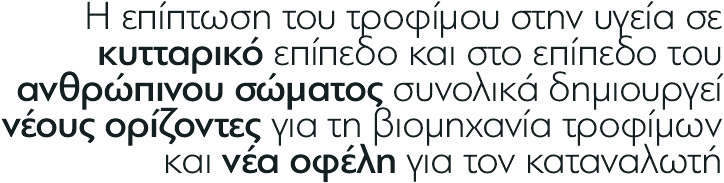 Η επίπτωση του τροφίμου στην υγεία σε
κυτταρικό επίπεδο και στο επίπεδο του
ανθρώπινου σώματος συνολικά δημιουργεί
νέους ορίζοντες για τη βιομηχανία τροφίμων
και νέα οφέλη για τον καταναλωτή